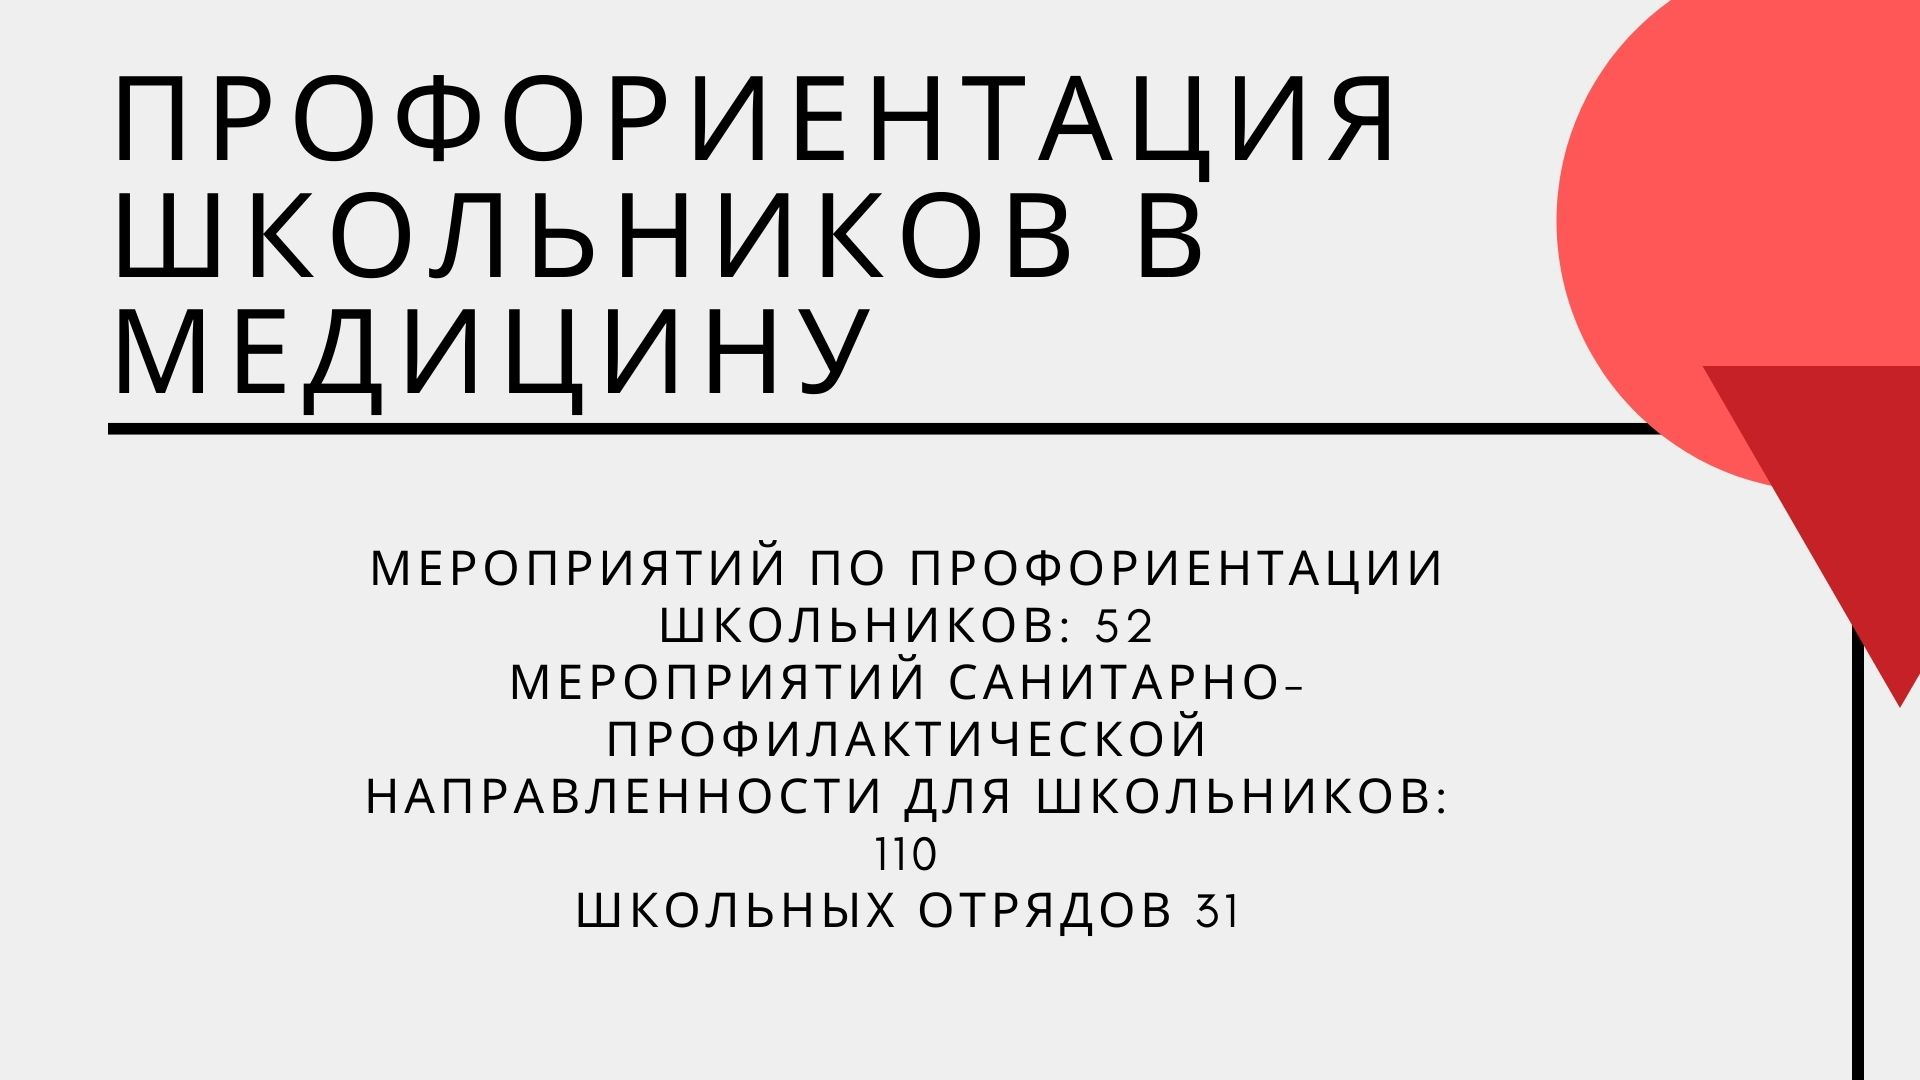 ПРОФОРИЕНТАЦИЯ
ШКОЛЬНИКОВ В
МЕДИЦИНУ
МЕРОПРИЯТИЙ ПО ПРОФОРИЕНТАЦИИ
ШКОЛЬНИКОВ: 52
МЕРОПРИЯТИЙ САНИТАРНО-
ПРОФИЛАКТИЧЕСКОЙ
НАПРАВЛЕННОСТИ ДЛЯ ШКОЛЬНИКОВ:
110
ШКОЛЬНЫХ ОТРЯДОВ 31